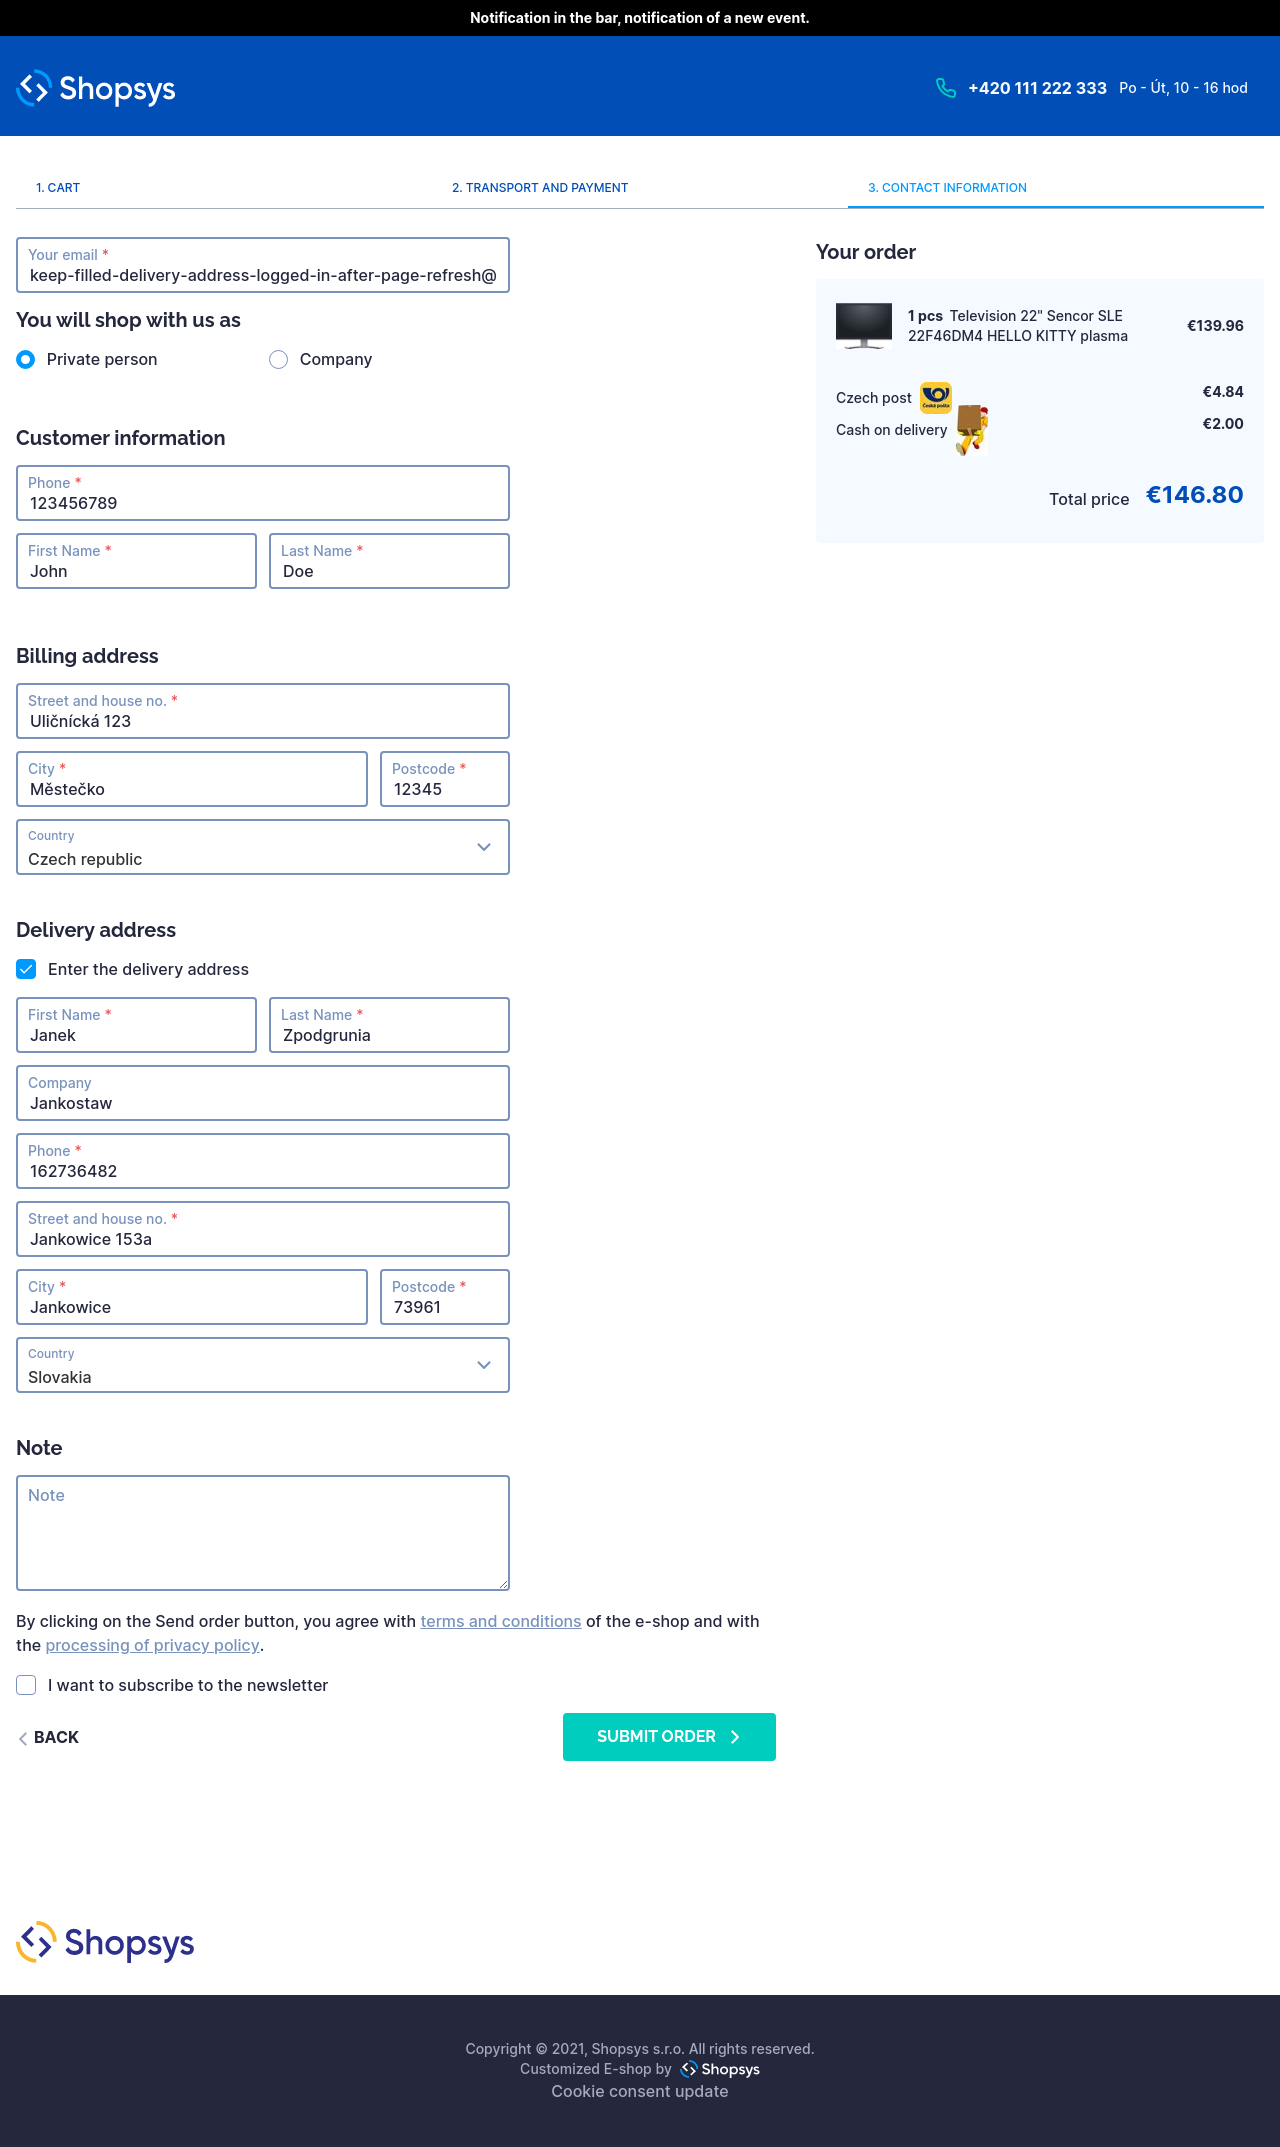 Notification in the bar, notification of a new event.
Shopsys
+420 111 222 333 Po - Út, 10 - 16 hod
1. CART
2. TRANSPORT AND PAYMENT
3. CONTACT INFORMATION
Your email *
keep-filled-delivery-address-logged-in-after-page-refresh@
You will shop with us as
Private person
Company
Customer information
Phone *
123456789
First Name *
John
Last Name *
Doe
Billing address
Street and house no. *
Uličnícká 123
City *
Městečko
Postcode *
12345
Country
Czech republic
Delivery address
Enter the delivery address
First Name *
Janek
Last Name *
Zpodgrunia
Company
Jankostaw
Phone *
162736482
Street and house no. *
Jankowice 153a
City *
Jankowice
Postcode *
73961
Country
Slovakia
Note
Note
By clicking on the Send order button, you agree with terms and conditions of the e-shop and with
the processing of privacy policy.
I want to subscribe to the newsletter
BACK
SUBMIT ORDER
Your order
1 pcs Television 22" Sencor SLE
22F46DM4 HELLO KITTY plasma
€139.96
Czech post
Česká pošta
€4.84
Cash on delivery
€2.00
Total price €146.80
Shopsys
Copyright © 2021, Shopsys s.r.o. All rights reserved.
Customized E-shop by Shopsys
Cookie consent update